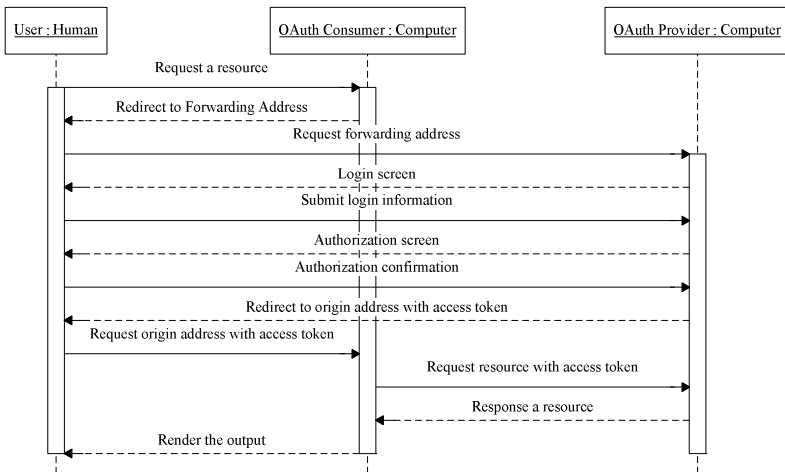 User : Human
OAuth Consumer : Computer
OAuth Provider : Computer
Request a resource
Redirect to Forwarding Address
Request forwarding address
Login screen
Submit login information
Authorization screen
Authorization confirmation
Redirect to origin address with access token
Request origin address with access token
Request resource with access token
Response a resource
Render the output